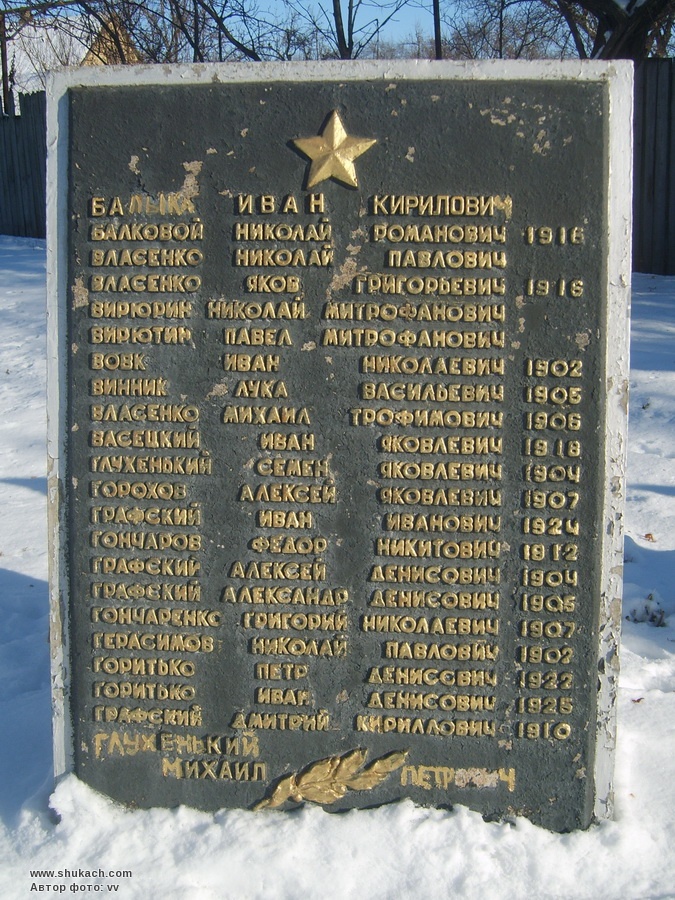 БАЛЫКА ИВАН КИРИЛОВИЧ
БАЛКОВОЙ НИКОЛАЙ РОМАНОВИЧ 1916
ВЛАСЕНКО НИКОЛАЙ ПАВЛОВИЧ
ВЛАСЕНКО ЯКОВ ГРИГОРЬЕВИЧ 1916
ВИРЮРИН НИКОЛАЙ МИТРОФАНОВИЧ
ВИРЮТИН ПАВЕЛ МИТРОФАНОВИЧ
ВОВК ИВАН НИКОЛАЕВИЧ 1902
ВИННИК ЛУКА ВАСИЛЬЕВИЧ 1905
ВЛАСЕНКО МИХАИЛ ТРОФИМОВИЧ 1906
ВАСЕЦКИЙ ИВАН ЯКОВЛЕВИЧ 1918
ГЛУХЕНЬКИЙ СЕМЕН ЯКОВЛЕВИЧ 1904
ГОРОХОВ АЛЕКСЕЙ ЯКОВЛЕВИЧ 1907
ГРАФСКИЙ ИВАН ИВАНОВИЧ 1924
ГОНЧАРОВ ФЕДОР НИКИТОВИЧ 1912
ГРАФСКИЙ АЛЕКСЕЙ ДЕНИСОВИЧ 1904
ГРАФСКИЙ АЛЕКСАНДР ДЕНИСОВИЧ 1905
ГОНЧАРЕНКО ГРИГОРИЙ НИКОЛАЕВИЧ 1907
ГЕРАСИМОВ НИКОЛАЙ ПАВЛОВИЧ 1902
ГОРИТЬКО ПЕТР ДЕНИСЕВИЧ 1922
ГОРИТЬКО ИВАН ДЕНИСОВИЧ 1925
ГРАФСКИЙ ДМИТРИЙ КИРИЛЛОВИЧ 1910
ГЛУХЕНЬКИЙ
МИХАИЛ ПЕТРОВИЧ
www.shukach.com
Автор фото: vv